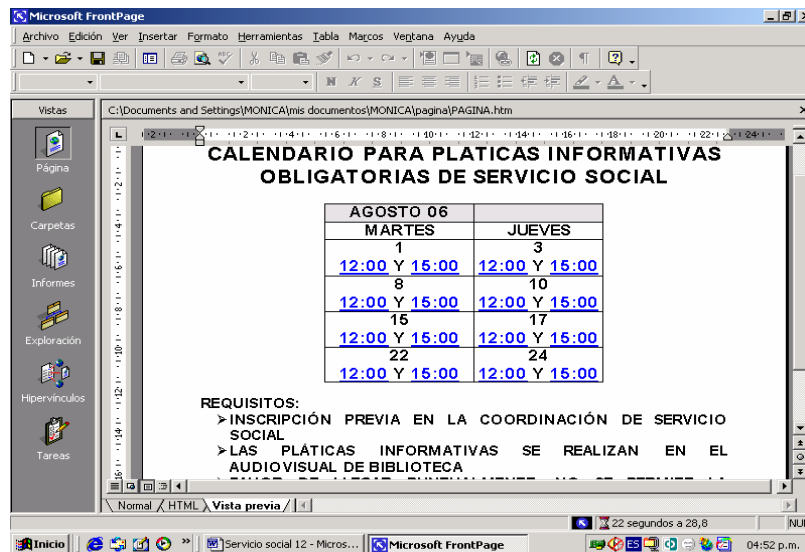 Microsoft FrontPage
Archivo Edición Ver Insertar Formato Herramientas Tabla Marcos Ventana Ayuda
N K S
Vistas
C:\Documents and Settings\MONICA\mis documentos\MONICA\pagina\PAGINA.htm
Página
Carpetas
Informes
Exploración
Hipervínculos
Tareas
CALENDARIO PARA PLATICAS INFORMATIVAS
OBLIGATORIAS DE SERVICIO SOCIAL
AGOSTO 06
MARTES JUEVES
1 3
12:00 Y 15:00 12:00 Y 15:00
8 10
12:00 Y 15:00 12:00 Y 15:00
15 17
12:00 Y 15:00 12:00 Y 15:00
22 24
12:00 Y 15:00 12:00 Y 15:00
REQUISITOS:
➢INSCRIPCIÓN PREVIA EN LA COORDINACIÓN DE SERVICIO
SOCIAL
➢LAS PLÁTICAS INFORMATIVAS SE REALIZAN EN EL
AUDIOVISUAL DE BIBLIOTECA
Normal HTML Vista previa
22 segundos a 28,8 NUM
Inicio Servicio social 12 - Micros... Microsoft FrontPage ES 04:52 p.m.